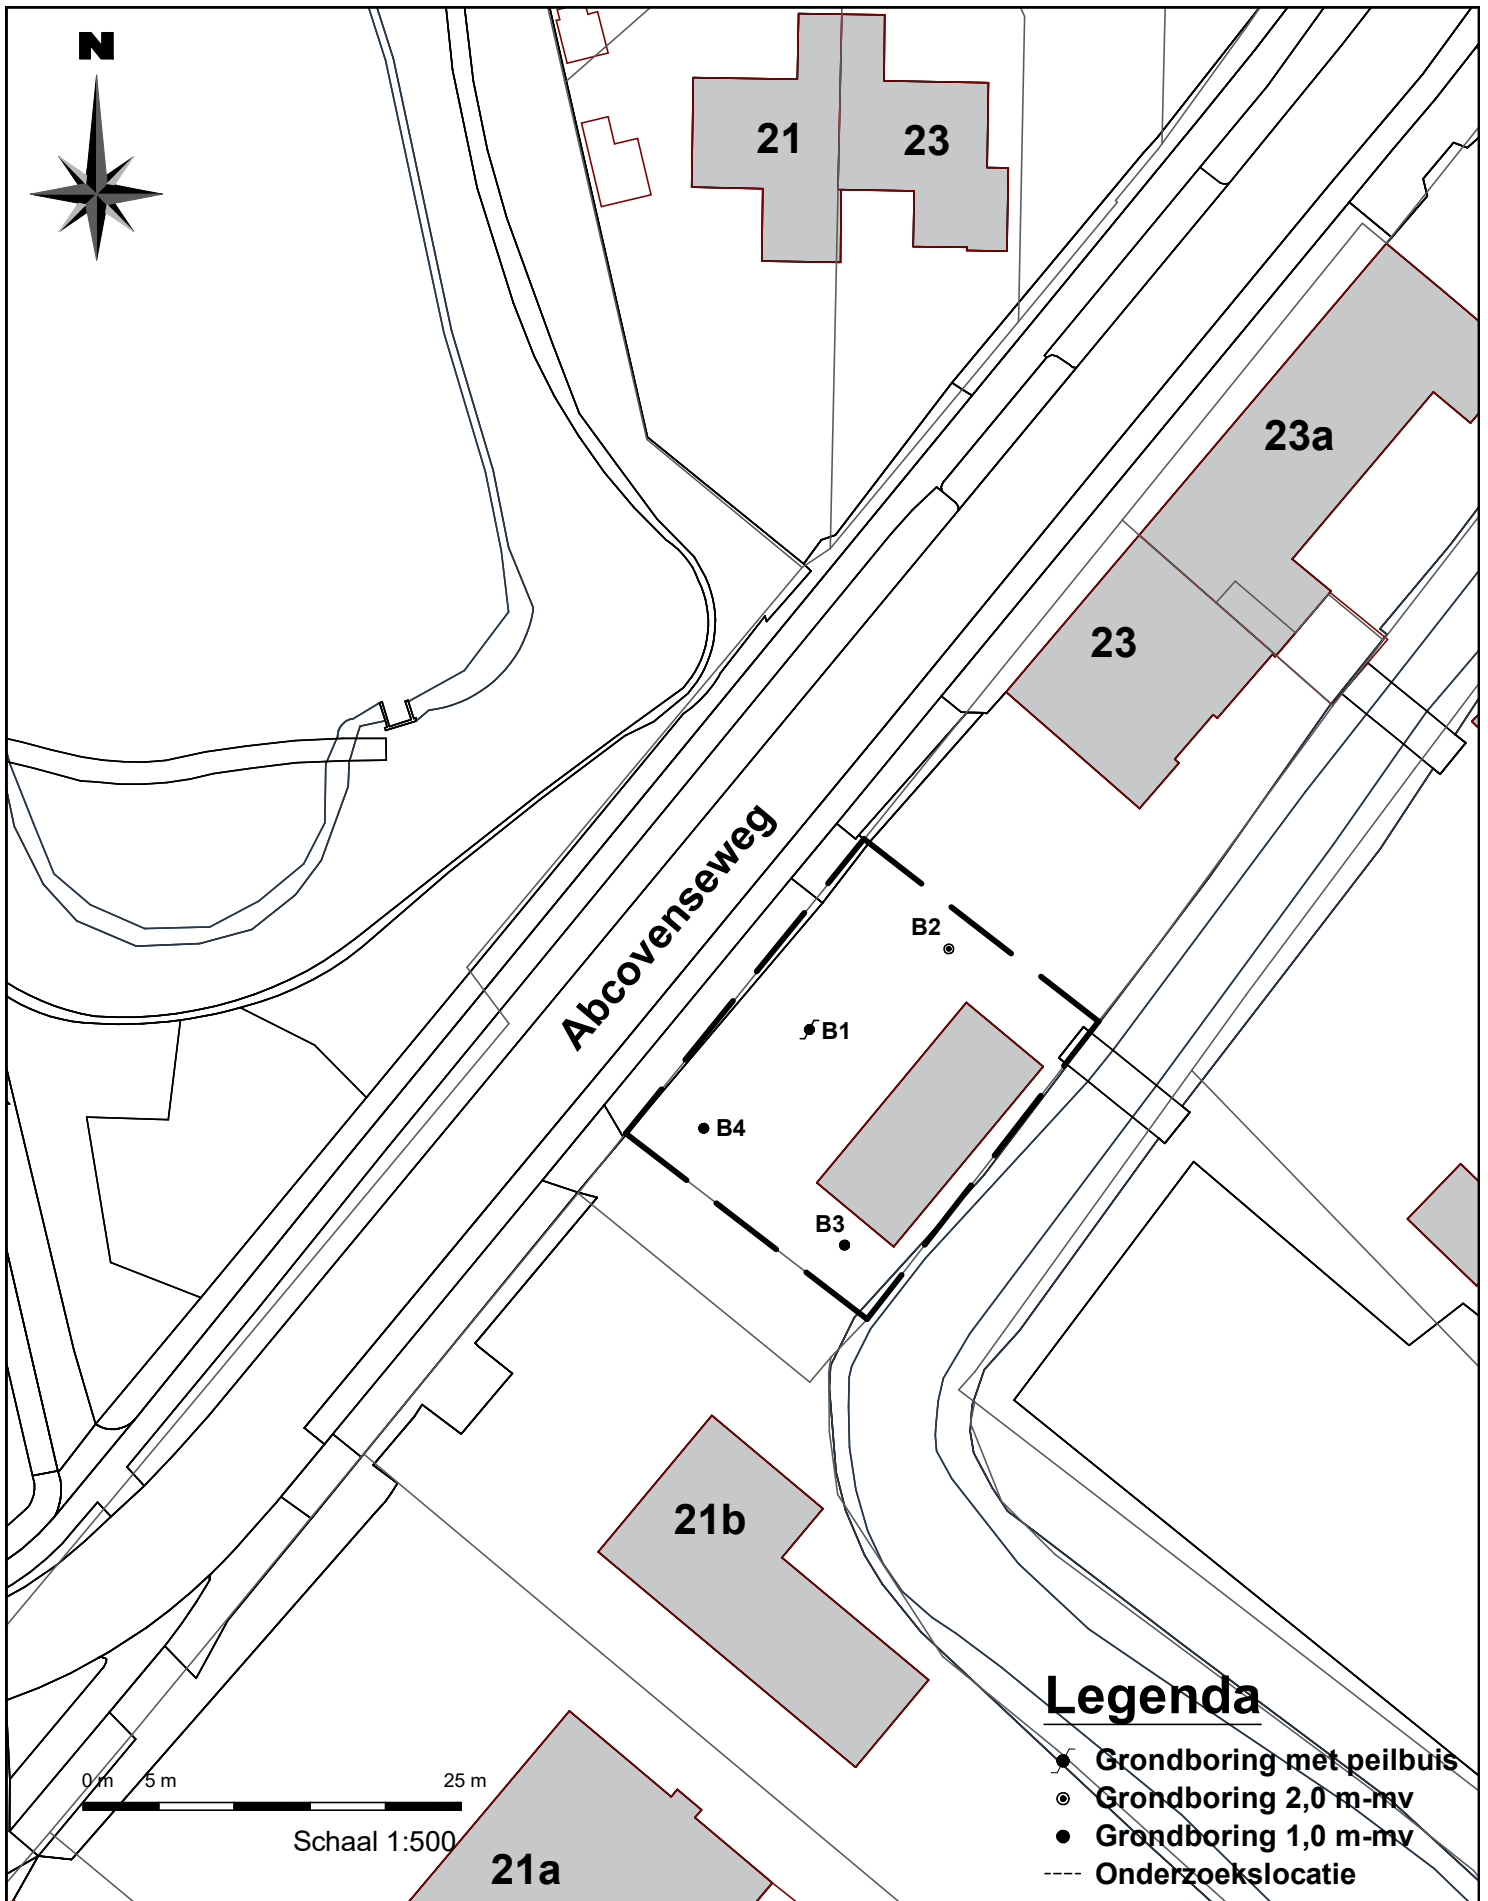 N
21
23
23a
23
Abcovenseweg
B2
B1
B4
B3
21b
Legenda
Grondboring met peilbuis
Grondboring 2,0 m-mv
Grondboring 1,0 m-mv
Onderzoekslocatie
0 m 5 m 25 m
Schaal 1:500
21a